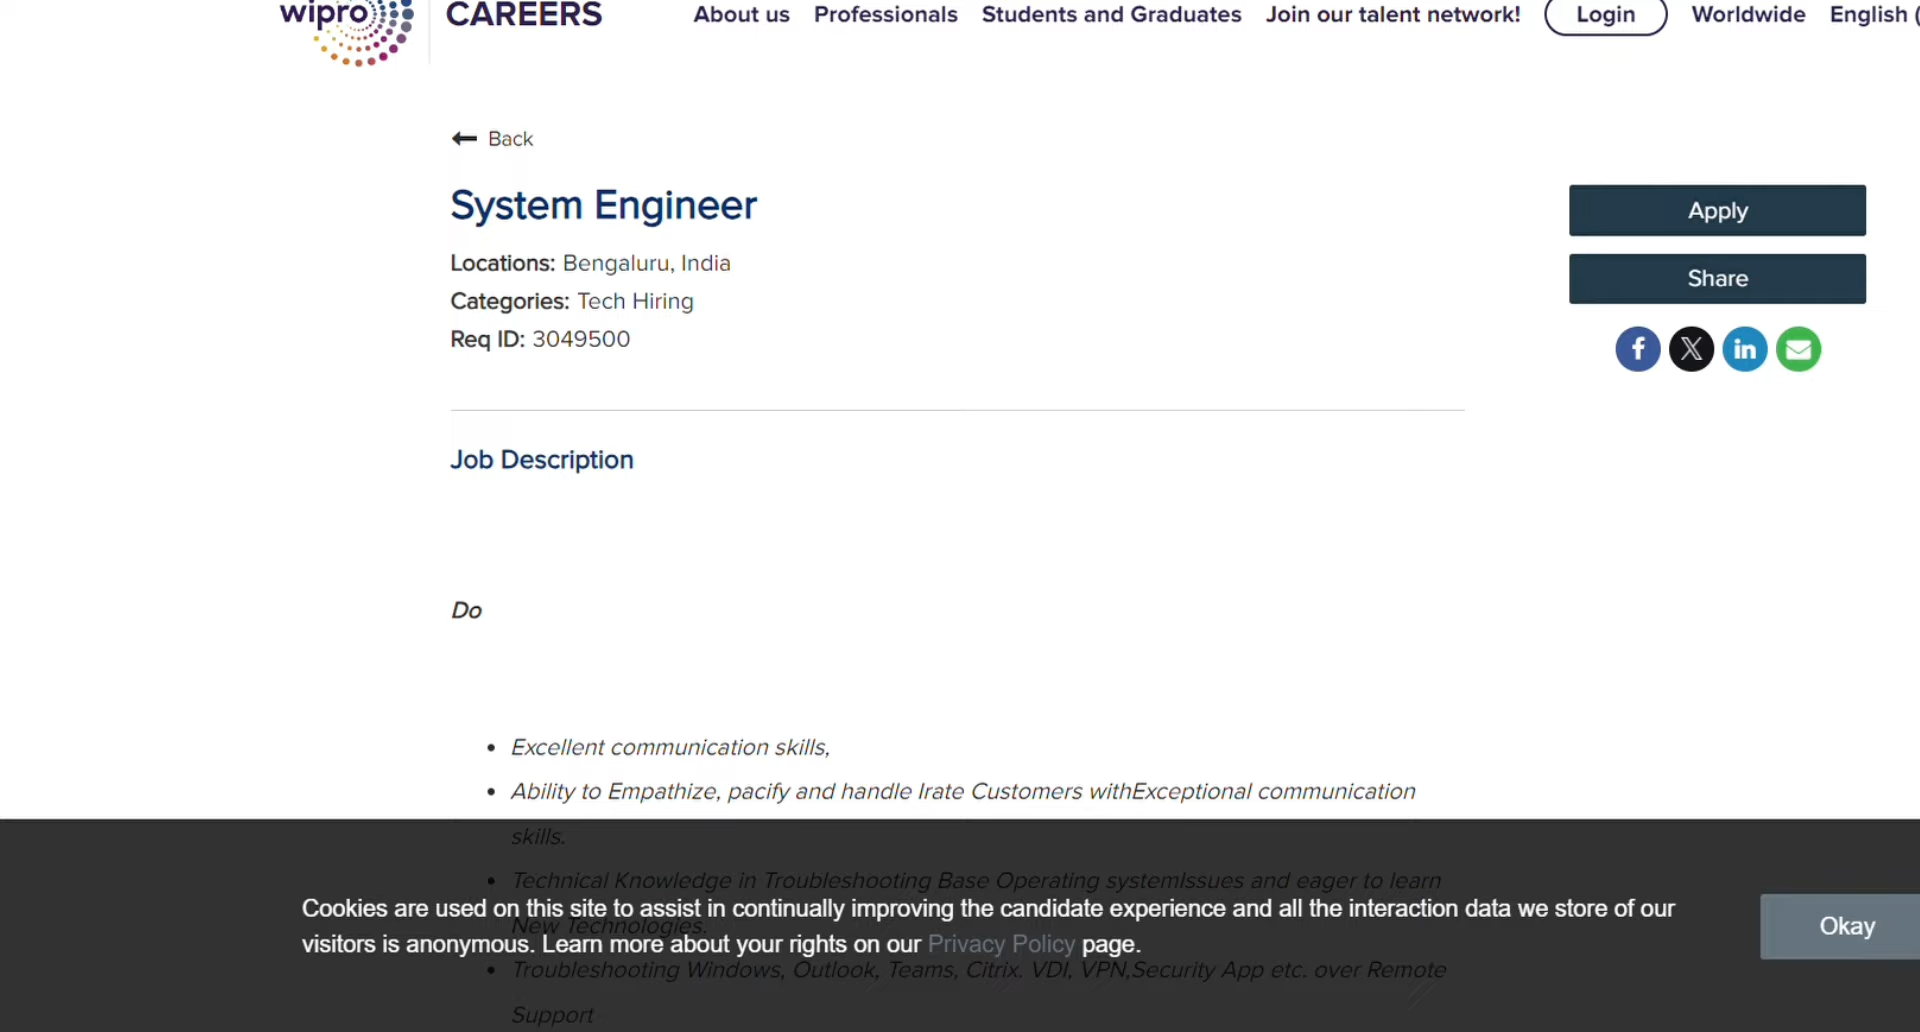 wipro CAREERS About us Professionals Students and Graduates Join our talent network! Login Worldwide English (
Back
System Engineer
Locations: Bengaluru, India
Categories: Tech Hiring
Req ID: 3049500
Apply
Share
Job Description
Do
• Excellent communication skills,
• Ability to Empathize, pacify and handle Irate Customers withExceptional communication
skills.
• Technical Knowledge in Troubleshooting Base Operating systemIssues and eager to learn
New Technologies.
• Troubleshooting Windows, Outlook, Teams, Citrix. VDI, VPN,Security App etc. over Remote
Support
Cookies are used on this site to assist in continually improving the candidate experience and all the interaction data we store of our
visitors is anonymous. Learn more about your rights on our Privacy Policy page.
Okay